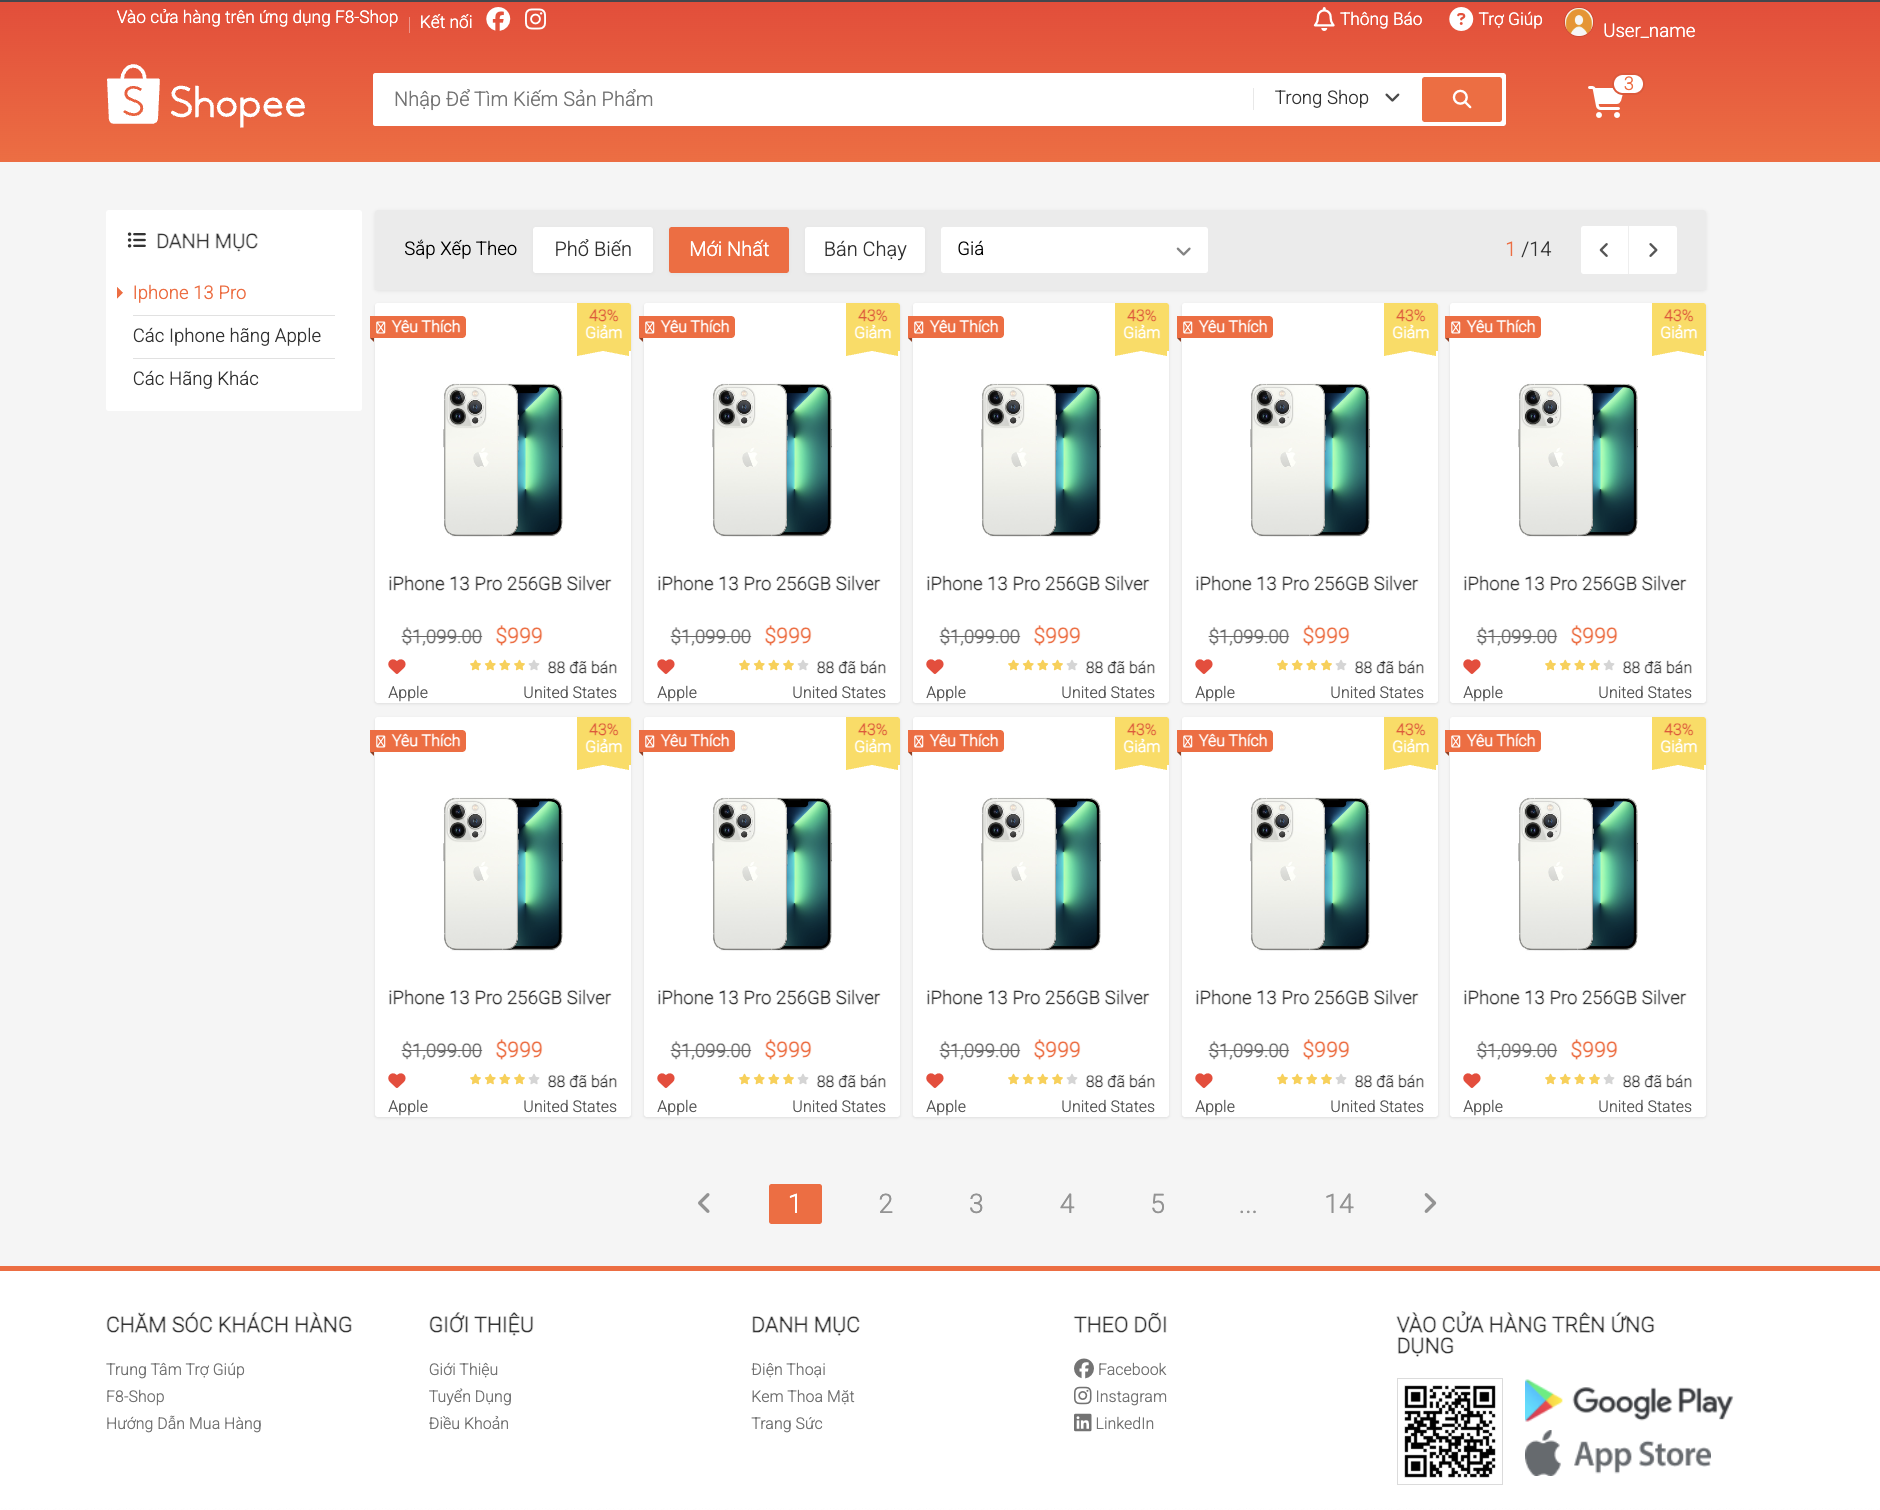 Vào cửa hàng trên ứng dụng F8-Shop
Kết nối
Thông Báo
Trợ Giúp
User_name
S Shopee
Nhập Để Tìm Kiếm Sản Phẩm
Trong Shop
3
DANH MỤC
Iphone 13 Pro
Các Iphone hãng Apple
Các Hãng Khác
Sắp Xếp Theo
Phổ Biến
Mới Nhất
Bán Chạy
Giá
1 /14
Yêu Thích
43%
Giảm
iPhone 13 Pro 256GB Silver
$1,099.00 $999
88 đã bán
Apple United States
Yêu Thích
43%
Giảm
iPhone 13 Pro 256GB Silver
$1,099.00 $999
88 đã bán
Apple United States
Yêu Thích
43%
Giảm
iPhone 13 Pro 256GB Silver
$1,099.00 $999
88 đã bán
Apple United States
Yêu Thích
43%
Giảm
iPhone 13 Pro 256GB Silver
$1,099.00 $999
88 đã bán
Apple United States
Yêu Thích
43%
Giảm
iPhone 13 Pro 256GB Silver
$1,099.00 $999
88 đã bán
Apple United States
Yêu Thích
43%
Giảm
iPhone 13 Pro 256GB Silver
$1,099.00 $999
88 đã bán
Apple United States
Yêu Thích
43%
Giảm
iPhone 13 Pro 256GB Silver
$1,099.00 $999
88 đã bán
Apple United States
Yêu Thích
43%
Giảm
iPhone 13 Pro 256GB Silver
$1,099.00 $999
88 đã bán
Apple United States
Yêu Thích
43%
Giảm
iPhone 13 Pro 256GB Silver
$1,099.00 $999
88 đã bán
Apple United States
Yêu Thích
43%
Giảm
iPhone 13 Pro 256GB Silver
$1,099.00 $999
88 đã bán
Apple United States
1 2 3 4 5 ... 14
CHĂM SÓC KHÁCH HÀNG
Trung Tâm Trợ Giúp
F8-Shop
Hướng Dẫn Mua Hàng
GIỚI THIỆU
Giới Thiệu
Tuyển Dụng
Điều Khoản
DANH MỤC
Điện Thoại
Kem Thoa Mặt
Trang Sức
THEO DÕI
Facebook
Instagram
LinkedIn
VÀO CỬA HÀNG TRÊN ỨNG
DỤNG
Google Play
App Store